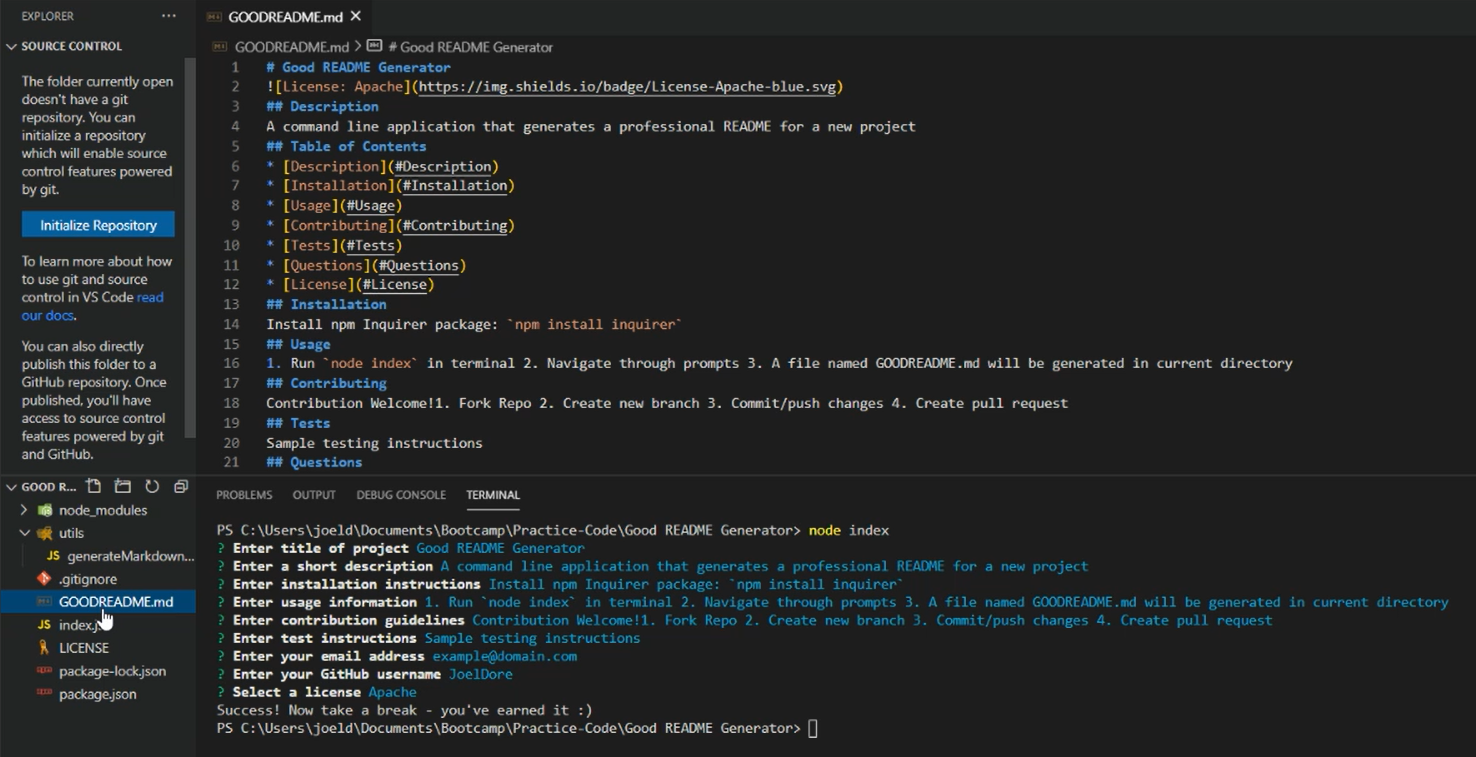 EXPLORER
SOURCE CONTROL
The folder currently open
doesn't have a git
repository. You can
initialize a repository
which will enable source
control features powered
by git.
Initialize Repository
To learn more about how
to use git and source
control in VS Code read
our docs.
You can also directly
publish this folder to a
GitHub repository. Once
published, you'll have
access to source control
features powered by git
and GitHub.
GOOD R...
node_modules
utils
JS generateMarkdown...
.gitignore
GOODREADME.md
JS index.j
LICENSE
package-lock.json
package.json
GOODREADME.md
GOODREADME.md > # Good README Generator
1 # Good README Generator
2 ![License: Apache](https://img.shields.io/badge/License-Apache-blue.svg)
3 ## Description
4 A command line application that generates a professional README for a new project
5 ## Table of Contents
6 * [Description](#Description)
7 * [Installation](#Installation)
8 * [Usage](#Usage)
9 * [Contributing](#Contributing)
10 * [Tests](#Tests)
11 * [Questions](#Questions)
12 * [License](#License)
13 ## Installation
14 Install npm Inquirer package: `npm install inquirer`
15 ## Usage
16 1. Run `node index` in terminal 2. Navigate through prompts 3. A file named GOODREADME.md will be generated in current directory
17 ## Contributing
18 Contribution Welcome!1. Fork Repo 2. Create new branch 3. Commit/push changes 4. Create pull request
19 ## Tests
20 Sample testing instructions
21 ## Questions
PROBLEMS OUTPUT DEBUG CONSOLE TERMINAL
PS C:\Users\joeld\Documents\Bootcamp\Practice-Code\Good README Generator> node index
? Enter title of project Good README Generator
? Enter a short description A command line application that generates a professional README for a new project
? Enter installation instructions Install npm Inquirer package: `npm install inquirer`
? Enter usage information 1. Run `node index` in terminal 2. Navigate through prompts 3. A file named GOODREADME.md will be generated in current directory
? Enter contribution guidelines Contribution Welcome!1. Fork Repo 2. Create new branch 3. Commit/push changes 4. Create pull request
? Enter test instructions Sample testing instructions
? Enter your email address example@domain.com
? Enter your GitHub username JoelDore
? Select a license Apache
Success! Now take a break - you've earned it :)
PS C:\Users\joeld\Documents\Bootcamp\Practice-Code\Good README Generator>